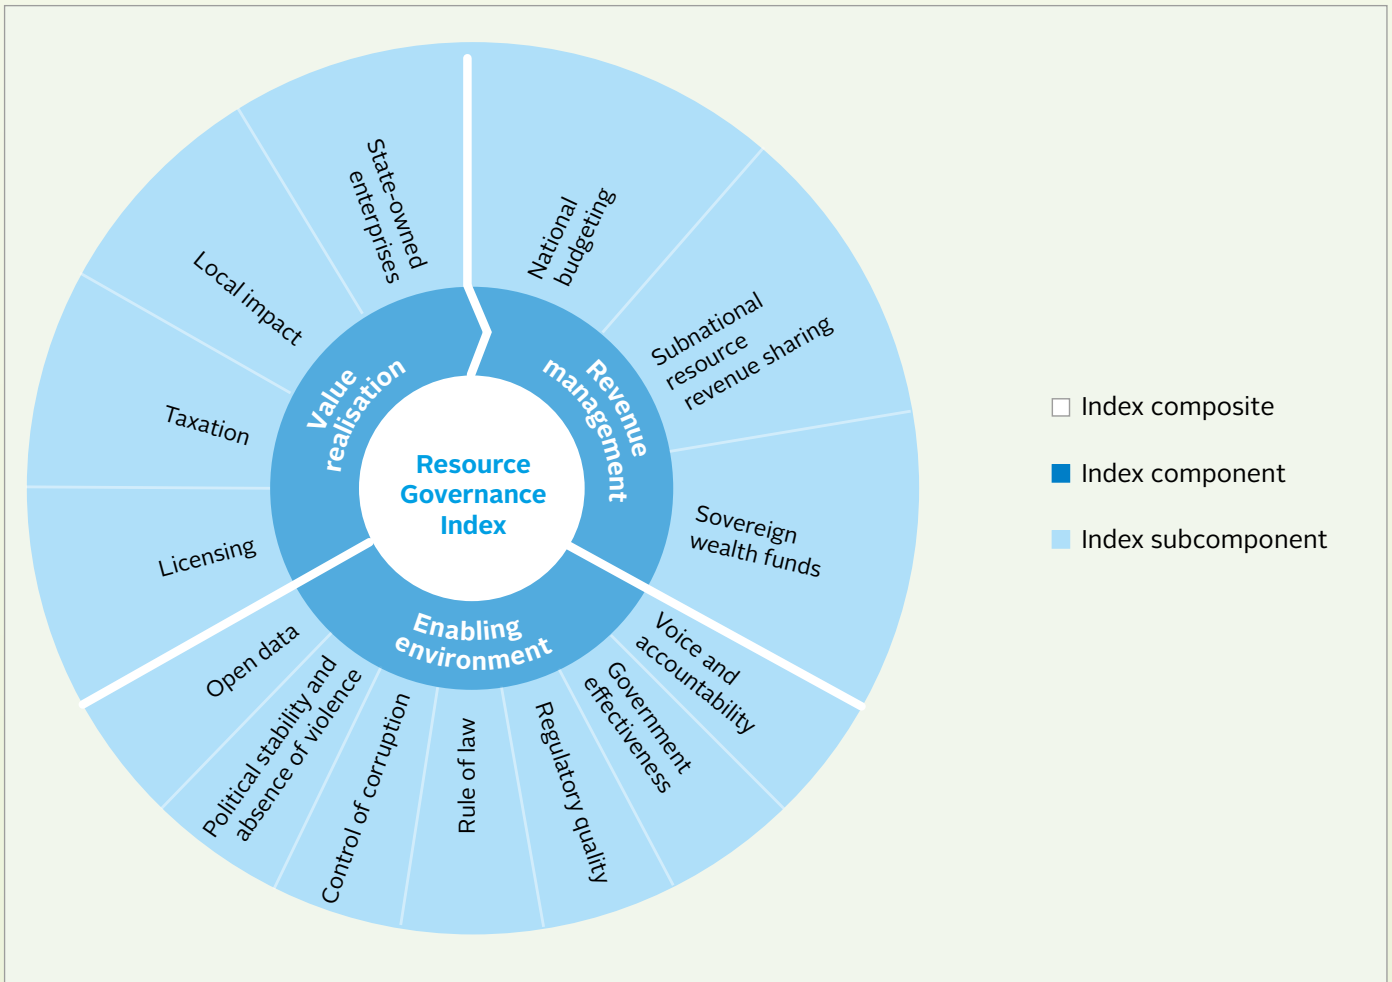 State-owned
enterprises
National
budgeting
Local impact
Subnational
resource
revenue sharing
Value
realisation
Revenue
management
Taxation
Resource
Governance
Index
Sovereign
wealth funds
Licensing
Enabling
environment
Open data
Political stability and
absence of violence
Control of corruption
Rule of law
Regulatory quality
Government
effectiveness
Voice and
accountability
Index composite
Index component
Index subcomponent